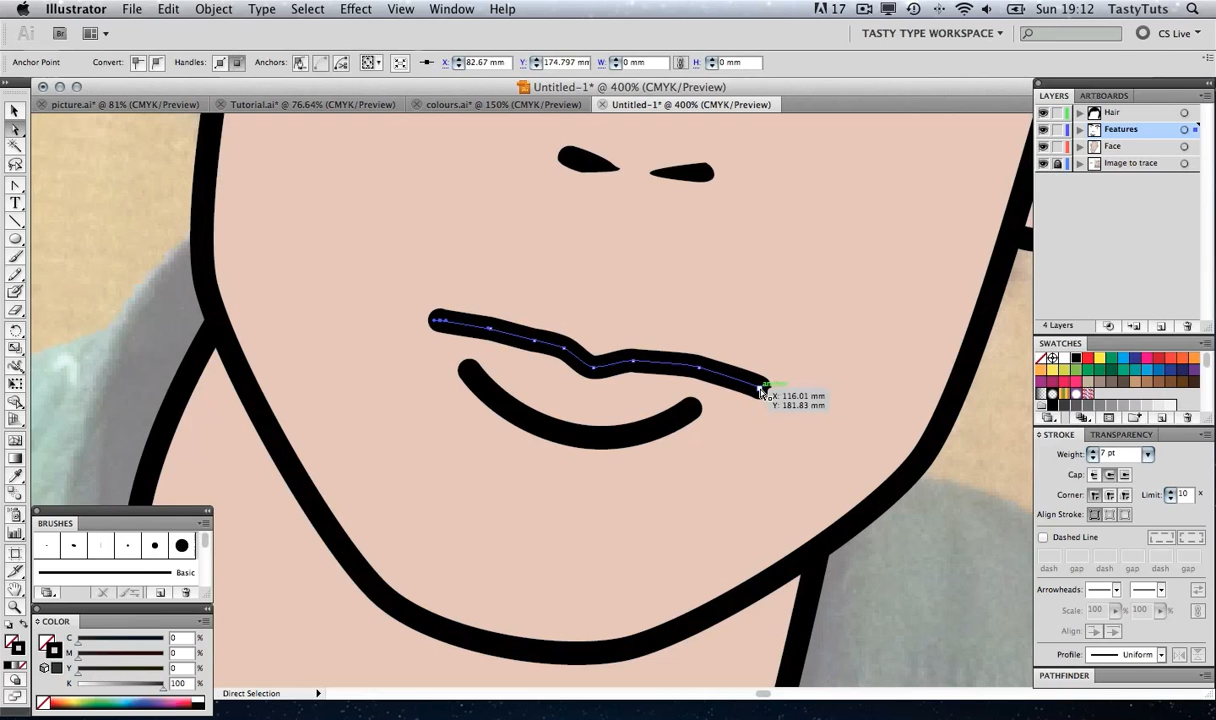 Illustrator File Edit Object Type Select Effect View Window Help 17 Sun 19:12 TastyTuts
Ai Br TASTY TYPE WORKSPACE CS Live
Anchor Point Convert: Handles: Anchors: X: 82.67 mm Y: 174.797 mm W: 0 mm H: 0 mm
Untitled-1* @ 400% (CMYK/Preview)
picture.ai* @ 81% (CMYK/Preview) Tutorial.ai* @ 76.64% (CMYK/Preview) colours.ai* @ 150% (CMYK/Preview) Untitled-1* @ 400% (CMYK/Preview)
LAYERS ARTBOARDS
Hair
Features
Face
Image to trace
4 Layers
SWATCHES
X: 116.01 mm
Y: 181.83 mm
STROKE TRANSPARENCY
Weight: 7 pt
Cap:
Corner: Limit: 10 x
Align Stroke:
Dashed Line
dash gap dash gap dash gap
Arrowheads:
Scale: 100 % 100 %
Align:
Profile: Uniform
PATHFINDER
BRUSHES
Basic
COLOR
C 0 %
M 0 %
Y 0 %
K 100 %
Direct Selection